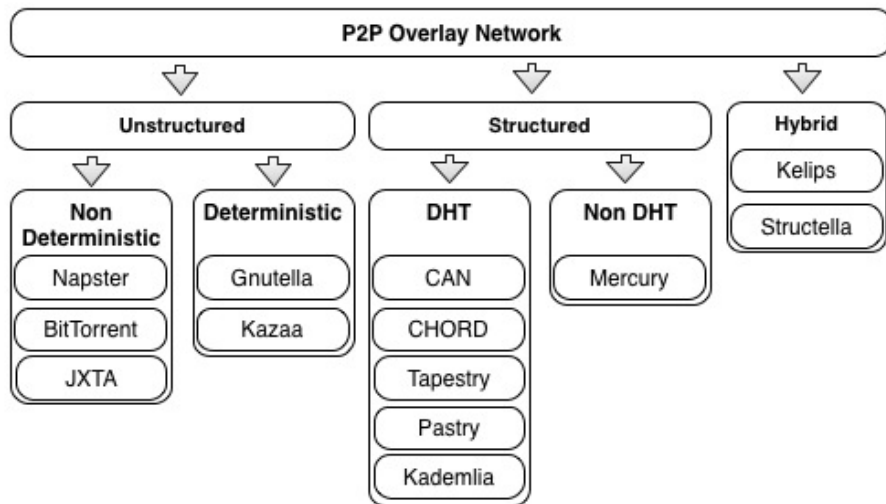 P2P Overlay Network
Unstructured
Structured
Hybrid
Kelips
Structella
Non
Deterministic
Napster
BitTorrent
JXTA
Deterministic
Gnutella
Kazaa
DHT
CAN
CHORD
Tapestry
Pastry
Kademlia
Non DHT
Mercury